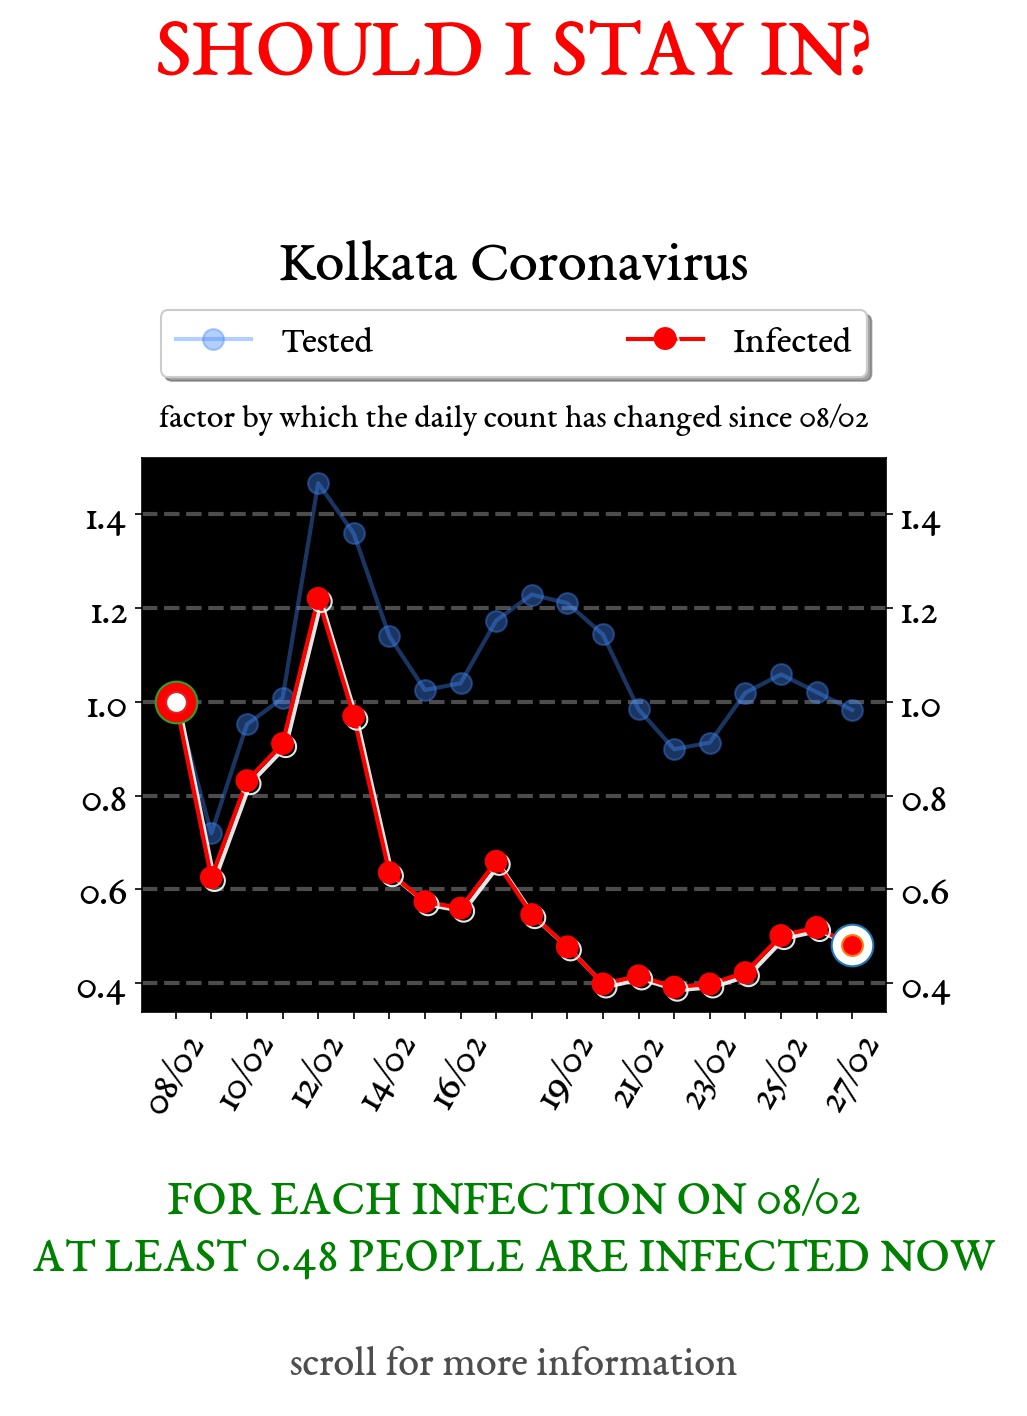 SHOULD I STAY IN?
Kolkata Coronavirus
Tested Infected
factor by which the daily count has changed since 08/02
1.4 1.4
1.2 1.2
1.0 1.0
0.8 0.8
0.6 0.6
0.4 0.4
08/02 10/02 12/02 14/02 16/02 19/02 21/02 23/02 25/02 27/02
FOR EACH INFECTION ON 08/02
AT LEAST 0.48 PEOPLE ARE INFECTED NOW
scroll for more information